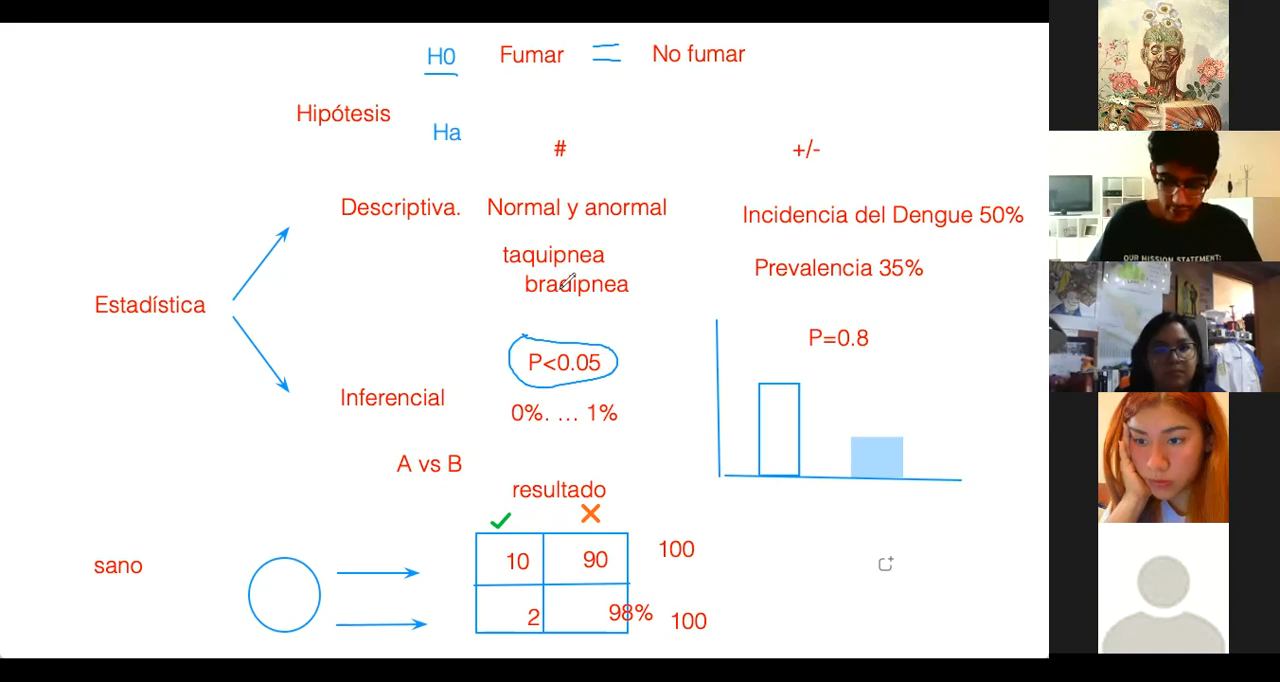 H0 Fumar = No fumar
Hipótesis
Ha
# +/-
Descriptiva. Normal y anormal
Incidencia del Dengue 50%
taquipnea
Prevalencia 35%
braquipnea
Estadística
P=0.8
P<0.05
Inferencial
0%. ... 1%
A vs B
resultado
10 90 100
sano
2 98% 100
OUR MISSION STATEMENT: